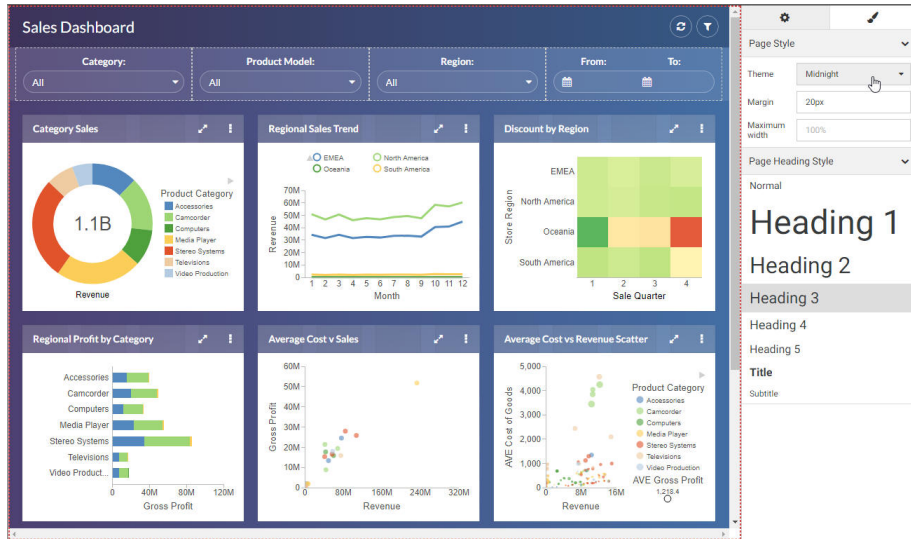 Sales Dashboard
Category: Product Model: Region: From: To:
All All All
Category Sales
Product Category
Accessories
Camcorder
Computers
Media Player
Stereo Systems
Televisions
Video Production
1.1B
Revenue
Regional Sales Trend
EMEA North America
Oceania South America
Revenue
70M
60M
50M
40M
30M
20M
10M
0
1 2 3 4 5 6 7 8 9 10 11 12
Month
Discount by Region
Store Region
EMEA
North America
Oceania
South America
1 2 3 4
Sale Quarter
Regional Profit by Category
Accessories
Camcorder
Computers
Media Player
Stereo Systems
Televisions
Video Product...
0 40M 80M 120M
Gross Profit
Average Cost v Sales
Gross Profit
60M
40M
30M
20M
10M
0
0 80M 160M 240M 320M
Revenue
Average Cost vs Revenue Scatter
AVE Cost of Goods
5,000
4,000
3,000
2,000
1,000
0
0 8M 16M
Revenue
Product Category
Accessories
Camcorder
Computers
Media Player
Stereo Systems
Televisions
Video Production
AVE Gross Profit
1,218.4
Page Style
Theme Midnight
Margin 20px
Maximum
width
100%
Page Heading Style
Normal
Heading 1
Heading 2
Heading 3
Heading 4
Heading 5
Title
Subtitle